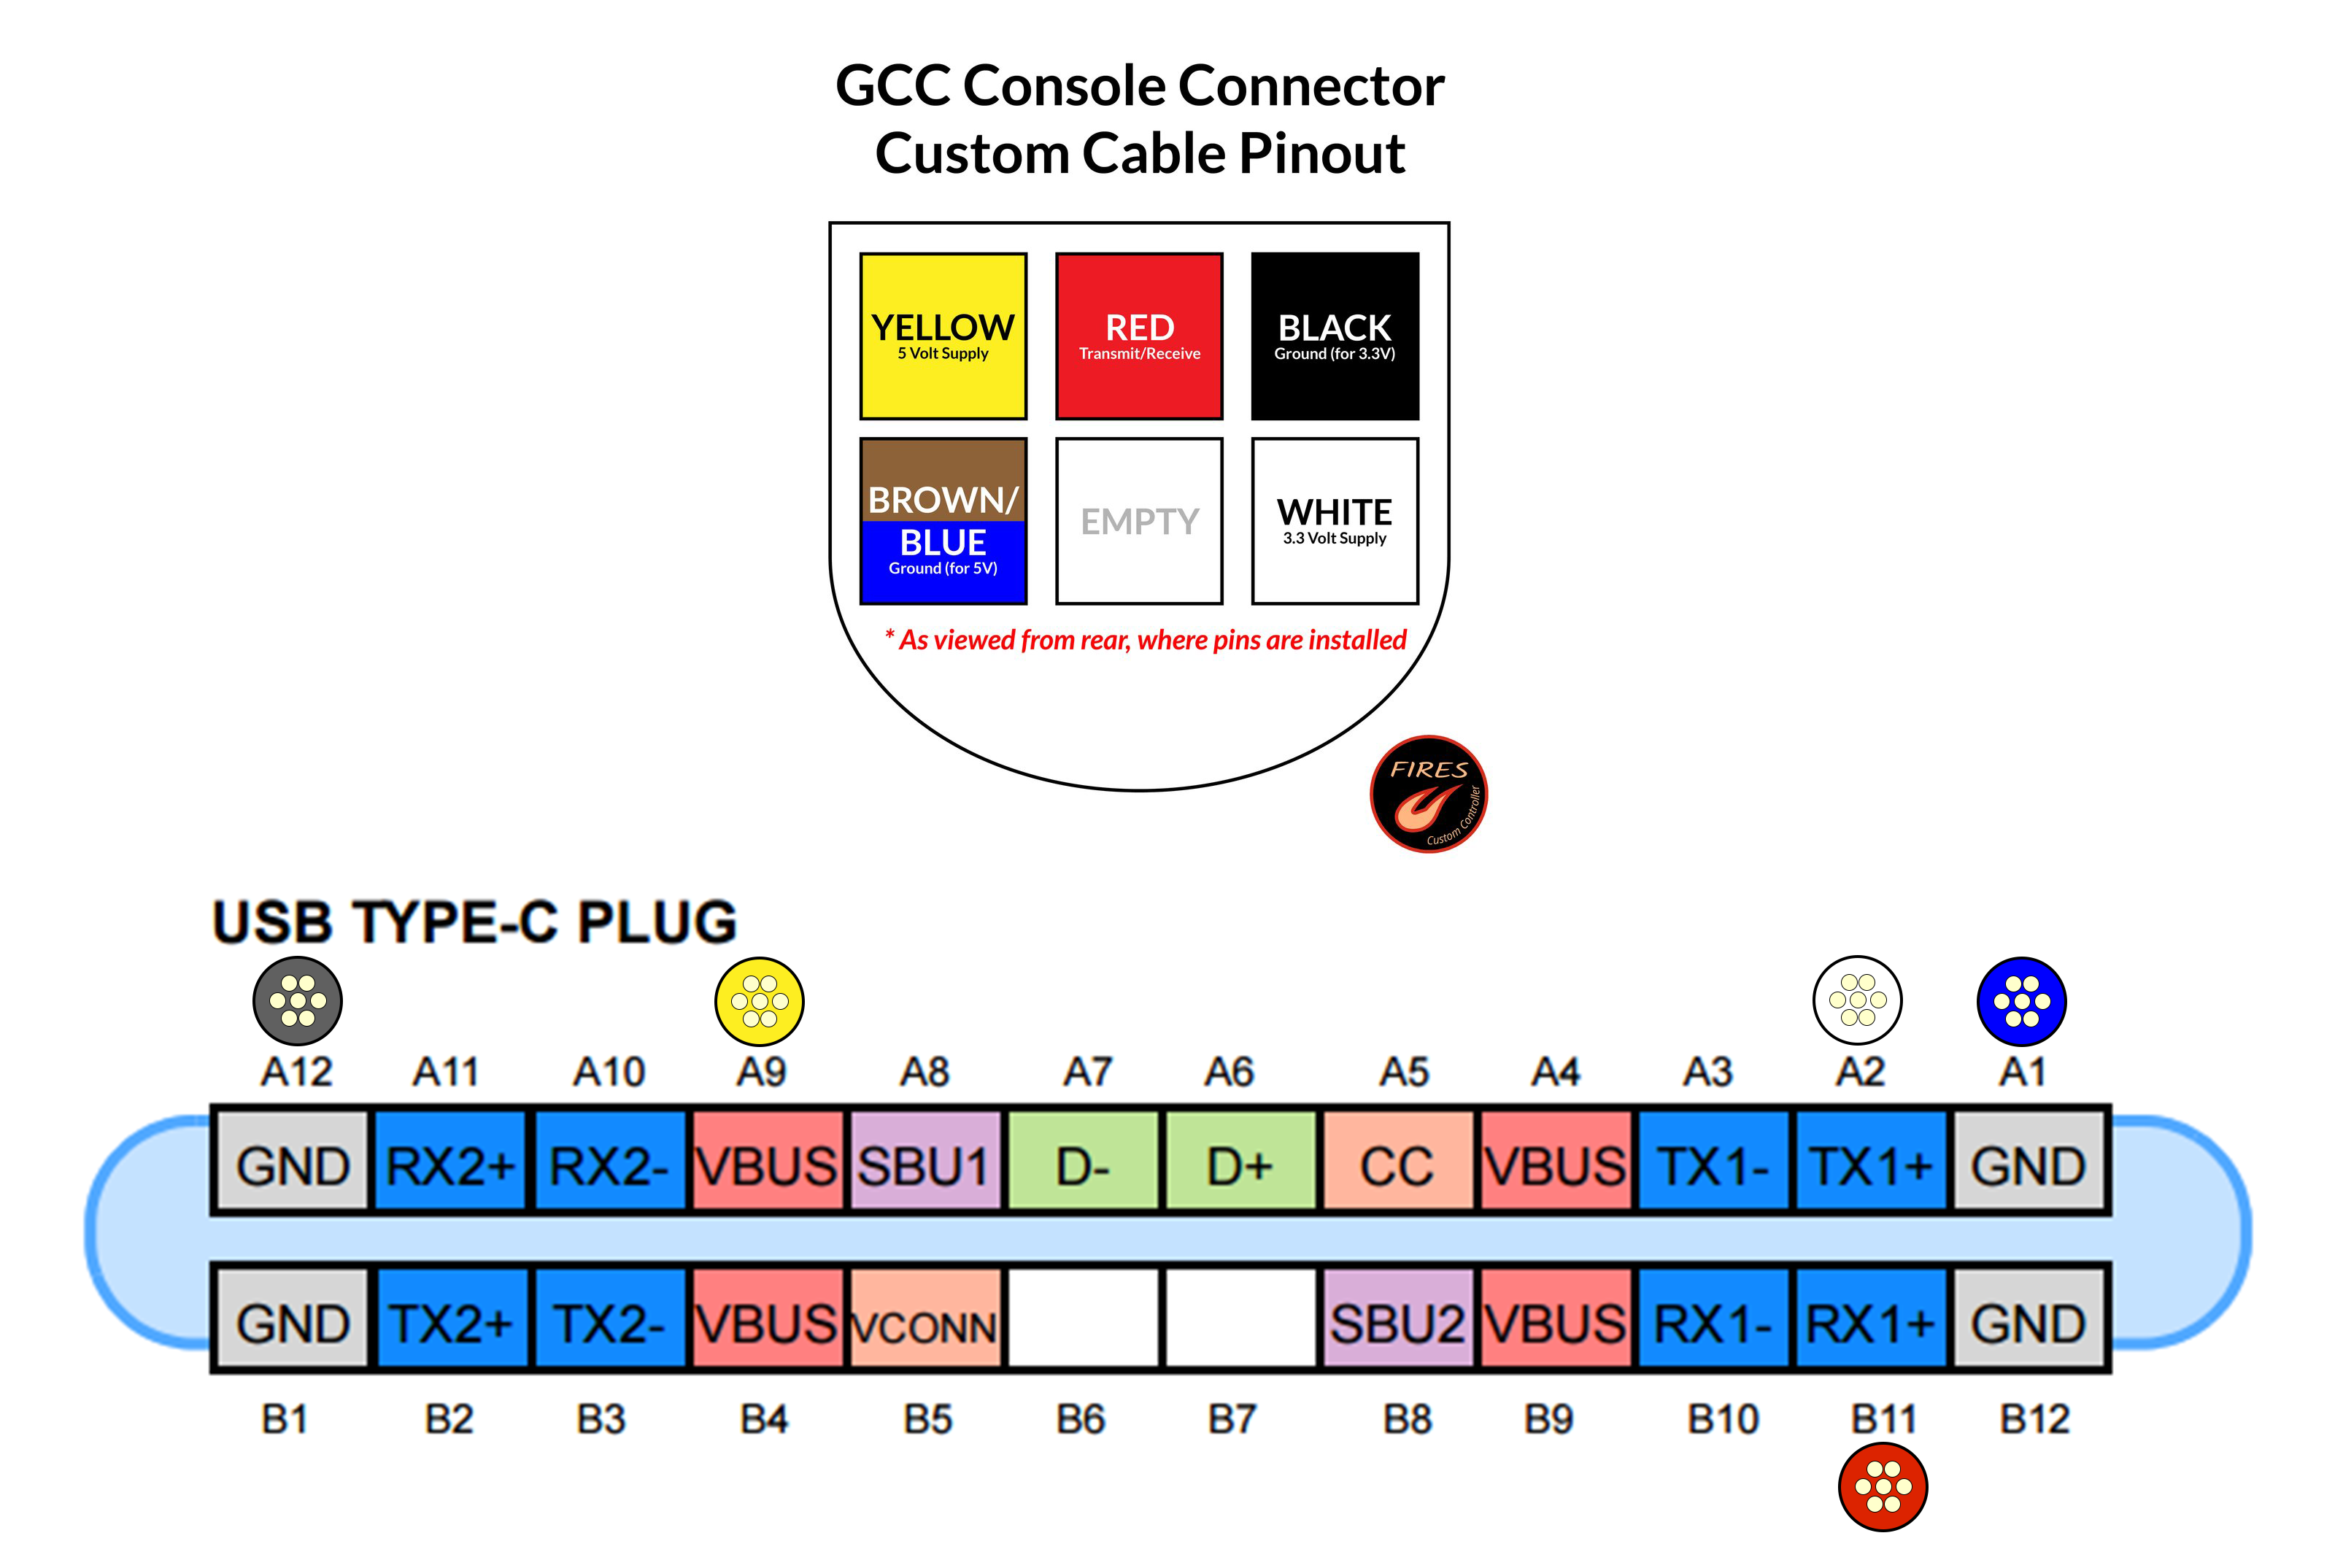 GCC Console Connector
Custom Cable Pinout
YELLOW
5 Volt Supply
RED
Transmit/Receive
BLACK
Ground (for 3.3V)
BROWN/
BLUE
Ground (for 5V)
EMPTY
WHITE
3.3 Volt Supply
* As viewed from rear, where pins are installed
FIRES
Custom Controller
USB TYPE-C PLUG
A12 A11 A10 A9 A8 A7 A6 A5 A4 A3 A2 A1
GND RX2+ RX2- VBUS SBU1 D- D+ CC VBUS TX1- TX1+ GND
GND TX2+ TX2- VBUS VCONN SBU2 VBUS RX1- RX1+ GND
B1 B2 B3 B4 B5 B6 B7 B8 B9 B10 B11 B12